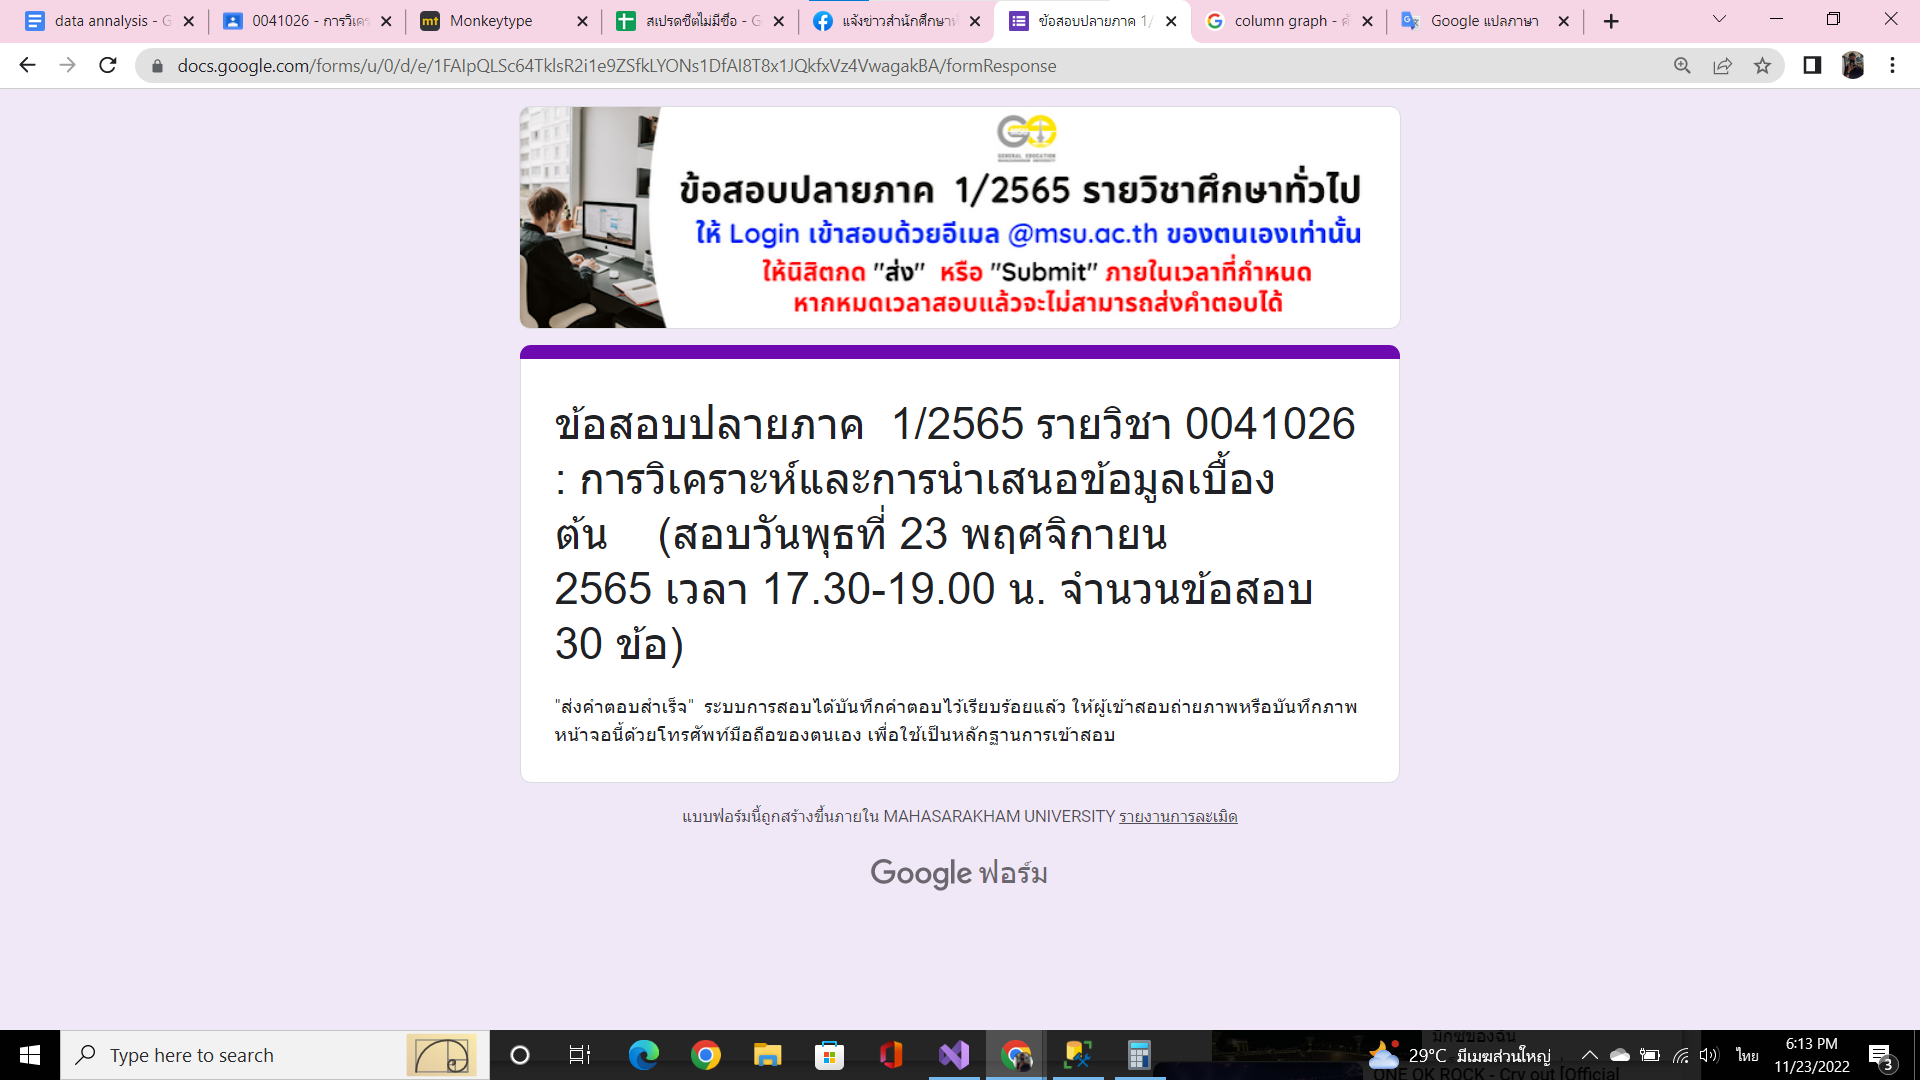 data annalysis - G
0041026 - การวิเคร
Monkeytype
สเปรดชีตไม่มีชื่อ - G
แจ้งข่าวสำนักศึกษาทั
ข้อสอบปลายภาค 1/
column graph - ค้
Google แปลภาษา
docs.google.com/forms/u/0/d/e/1FAIpQLSc64TklsR2i1e9ZSfkLYONs1DfAI8T8x1JQkfxVz4VwagakBA/formResponse
GENERAL EDUCATION
MAHASARAKHAM UNIVERSITY
ข้อสอบปลายภาค 1/2565 รายวิชาศึกษาทั่วไป
ให้ Login เข้าสอบด้วยอีเมล @msu.ac.th ของตนเองเท่านั้น
ให้นิสิตกด "ส่ง" หรือ "Submit" ภายในเวลาที่กำหนด
หากหมดเวลาสอบแล้วจะไม่สามารถส่งคำตอบได้
ข้อสอบปลายภาค 1/2565 รายวิชา 0041026
: การวิเคราะห์และการนำเสนอข้อมูลเบื้อง
ต้น (สอบวันพุธที่ 23 พฤศจิกายน
2565 เวลา 17.30-19.00 น. จำนวนข้อสอบ
30 ข้อ)
"ส่งคำตอบสำเร็จ" ระบบการสอบได้บันทึกคำตอบไว้เรียบร้อยแล้ว ให้ผู้เข้าสอบถ่ายภาพหรือบันทึกภาพ
หน้าจอนี้ด้วยโทรศัพท์มือถือของตนเอง เพื่อใช้เป็นหลักฐานการเข้าสอบ
แบบฟอร์มนี้ถูกสร้างขึ้นภายใน MAHASARAKHAM UNIVERSITY รายงานการละเมิด
Google ฟอร์ม
Type here to search
มิกซ์ของฉัน
29°C มีเมฆส่วนใหญ่
ไทย
6:13 PM
11/23/2022
3
ONE OK ROCK - Cry out [Official